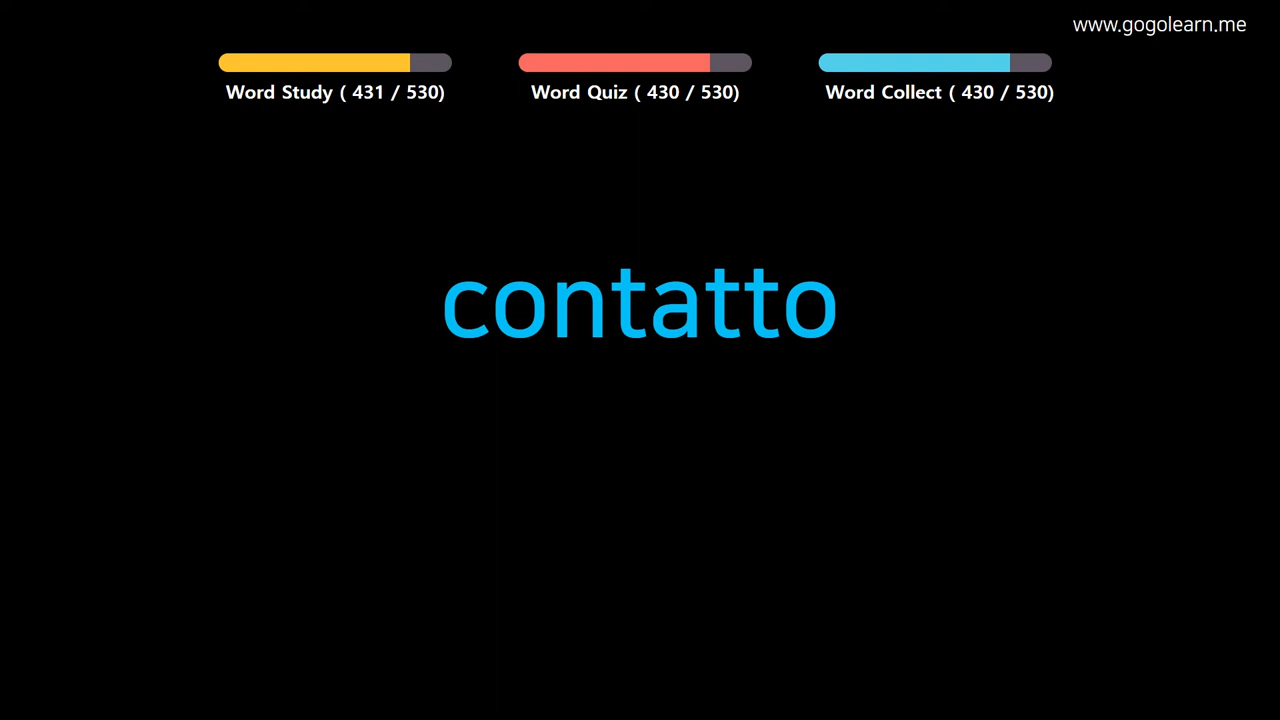 www.gogolearn.me
Word Study ( 431 / 530)
Word Quiz ( 430 / 530)
Word Collect ( 430 / 530)
contatto